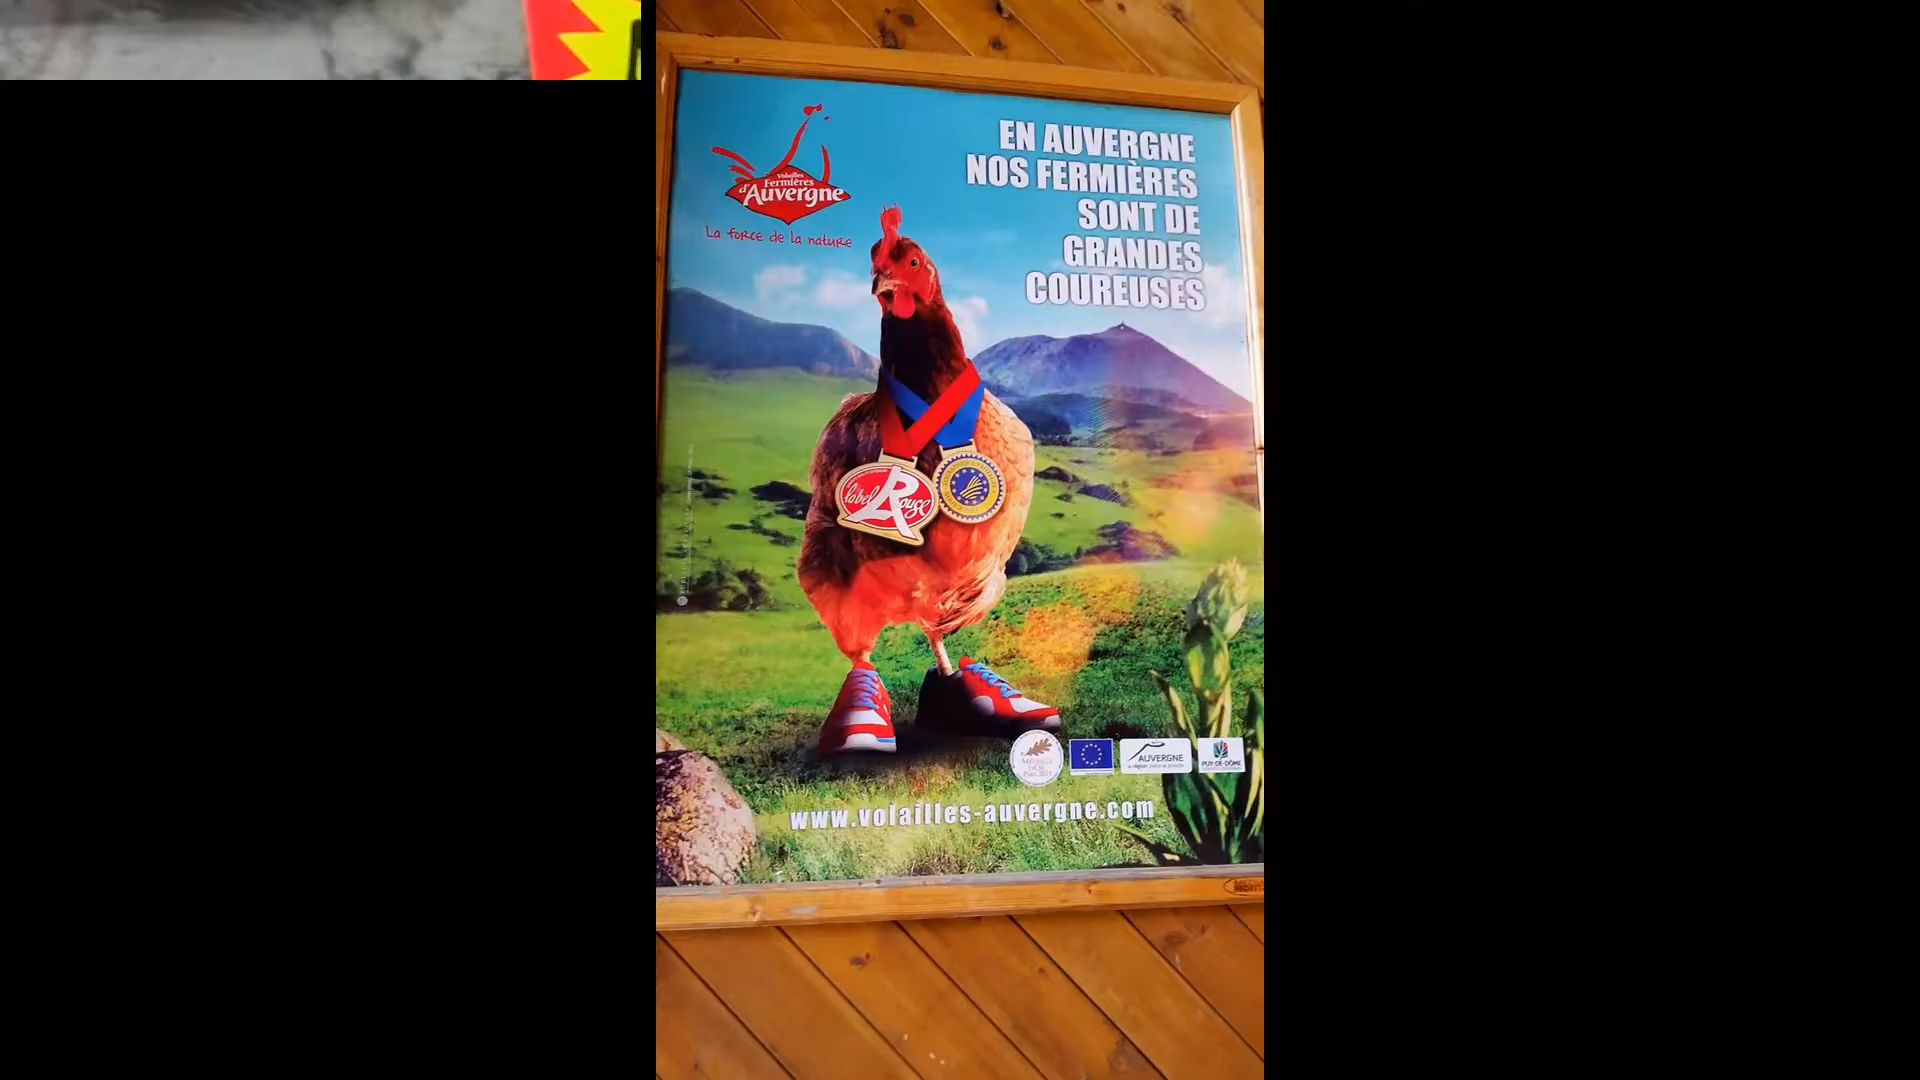 Volailles
Fermières
d'Auvergne
La force de la nature
EN AUVERGNE
NOS FERMIÈRES
SONT DE
GRANDES
COUREUSES
label Rouge
AUVERGNE
PUY-DE-DÔME
www.volailles-auvergne.com